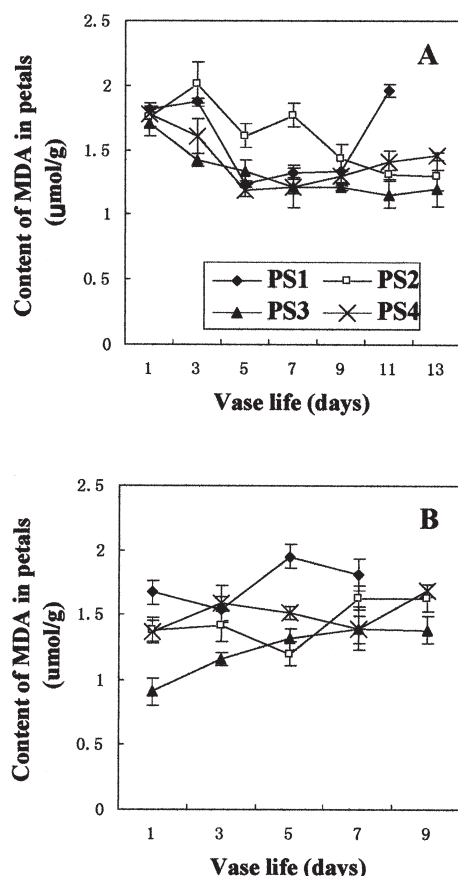 A
Content of MDA in petals
(μmol/g)
2.5
2
1.5
1
0.5
0
PS1 PS2
PS3 PS4
1 3 5 7 9 11 13
Vase life (days)
B
Content of MDA in petals
(umol/g)
2.5
2
1.5
1
0.5
0
1 3 5 7 9
Vase life (days)